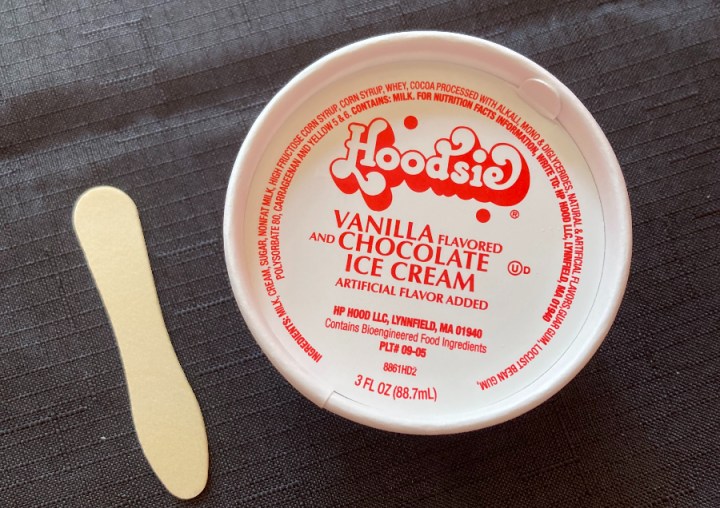 Hoodsie®
VANILLA FLAVORED
AND CHOCOLATE
ICE CREAM
ARTIFICIAL FLAVOR ADDED
U D
HP HOOD LLC, LYNNFIELD, MA 01940
Contains Bioengineered Food Ingredients
PLT# 09-05
8861HD2
3 FL OZ (88.7mL)
INGREDIENTS: MILK, CREAM, SUGAR, NONFAT MILK, HIGH FRUCTOSE CORN SYRUP, CORN SYRUP, WHEY, COCOA PROCESSED WITH ALKALI, MONO & DIGLYCERIDES, NATURAL & ARTIFICIAL FLAVORS, GUAR GUM, LOCUST BEAN GUM,
POLYSORBATE 80, CARRAGEENAN AND YELLOW 5 & 6. CONTAINS: MILK. FOR NUTRITION FACTS INFORMATION, WRITE TO: HP HOOD LLC, LYNNFIELD, MA 01940